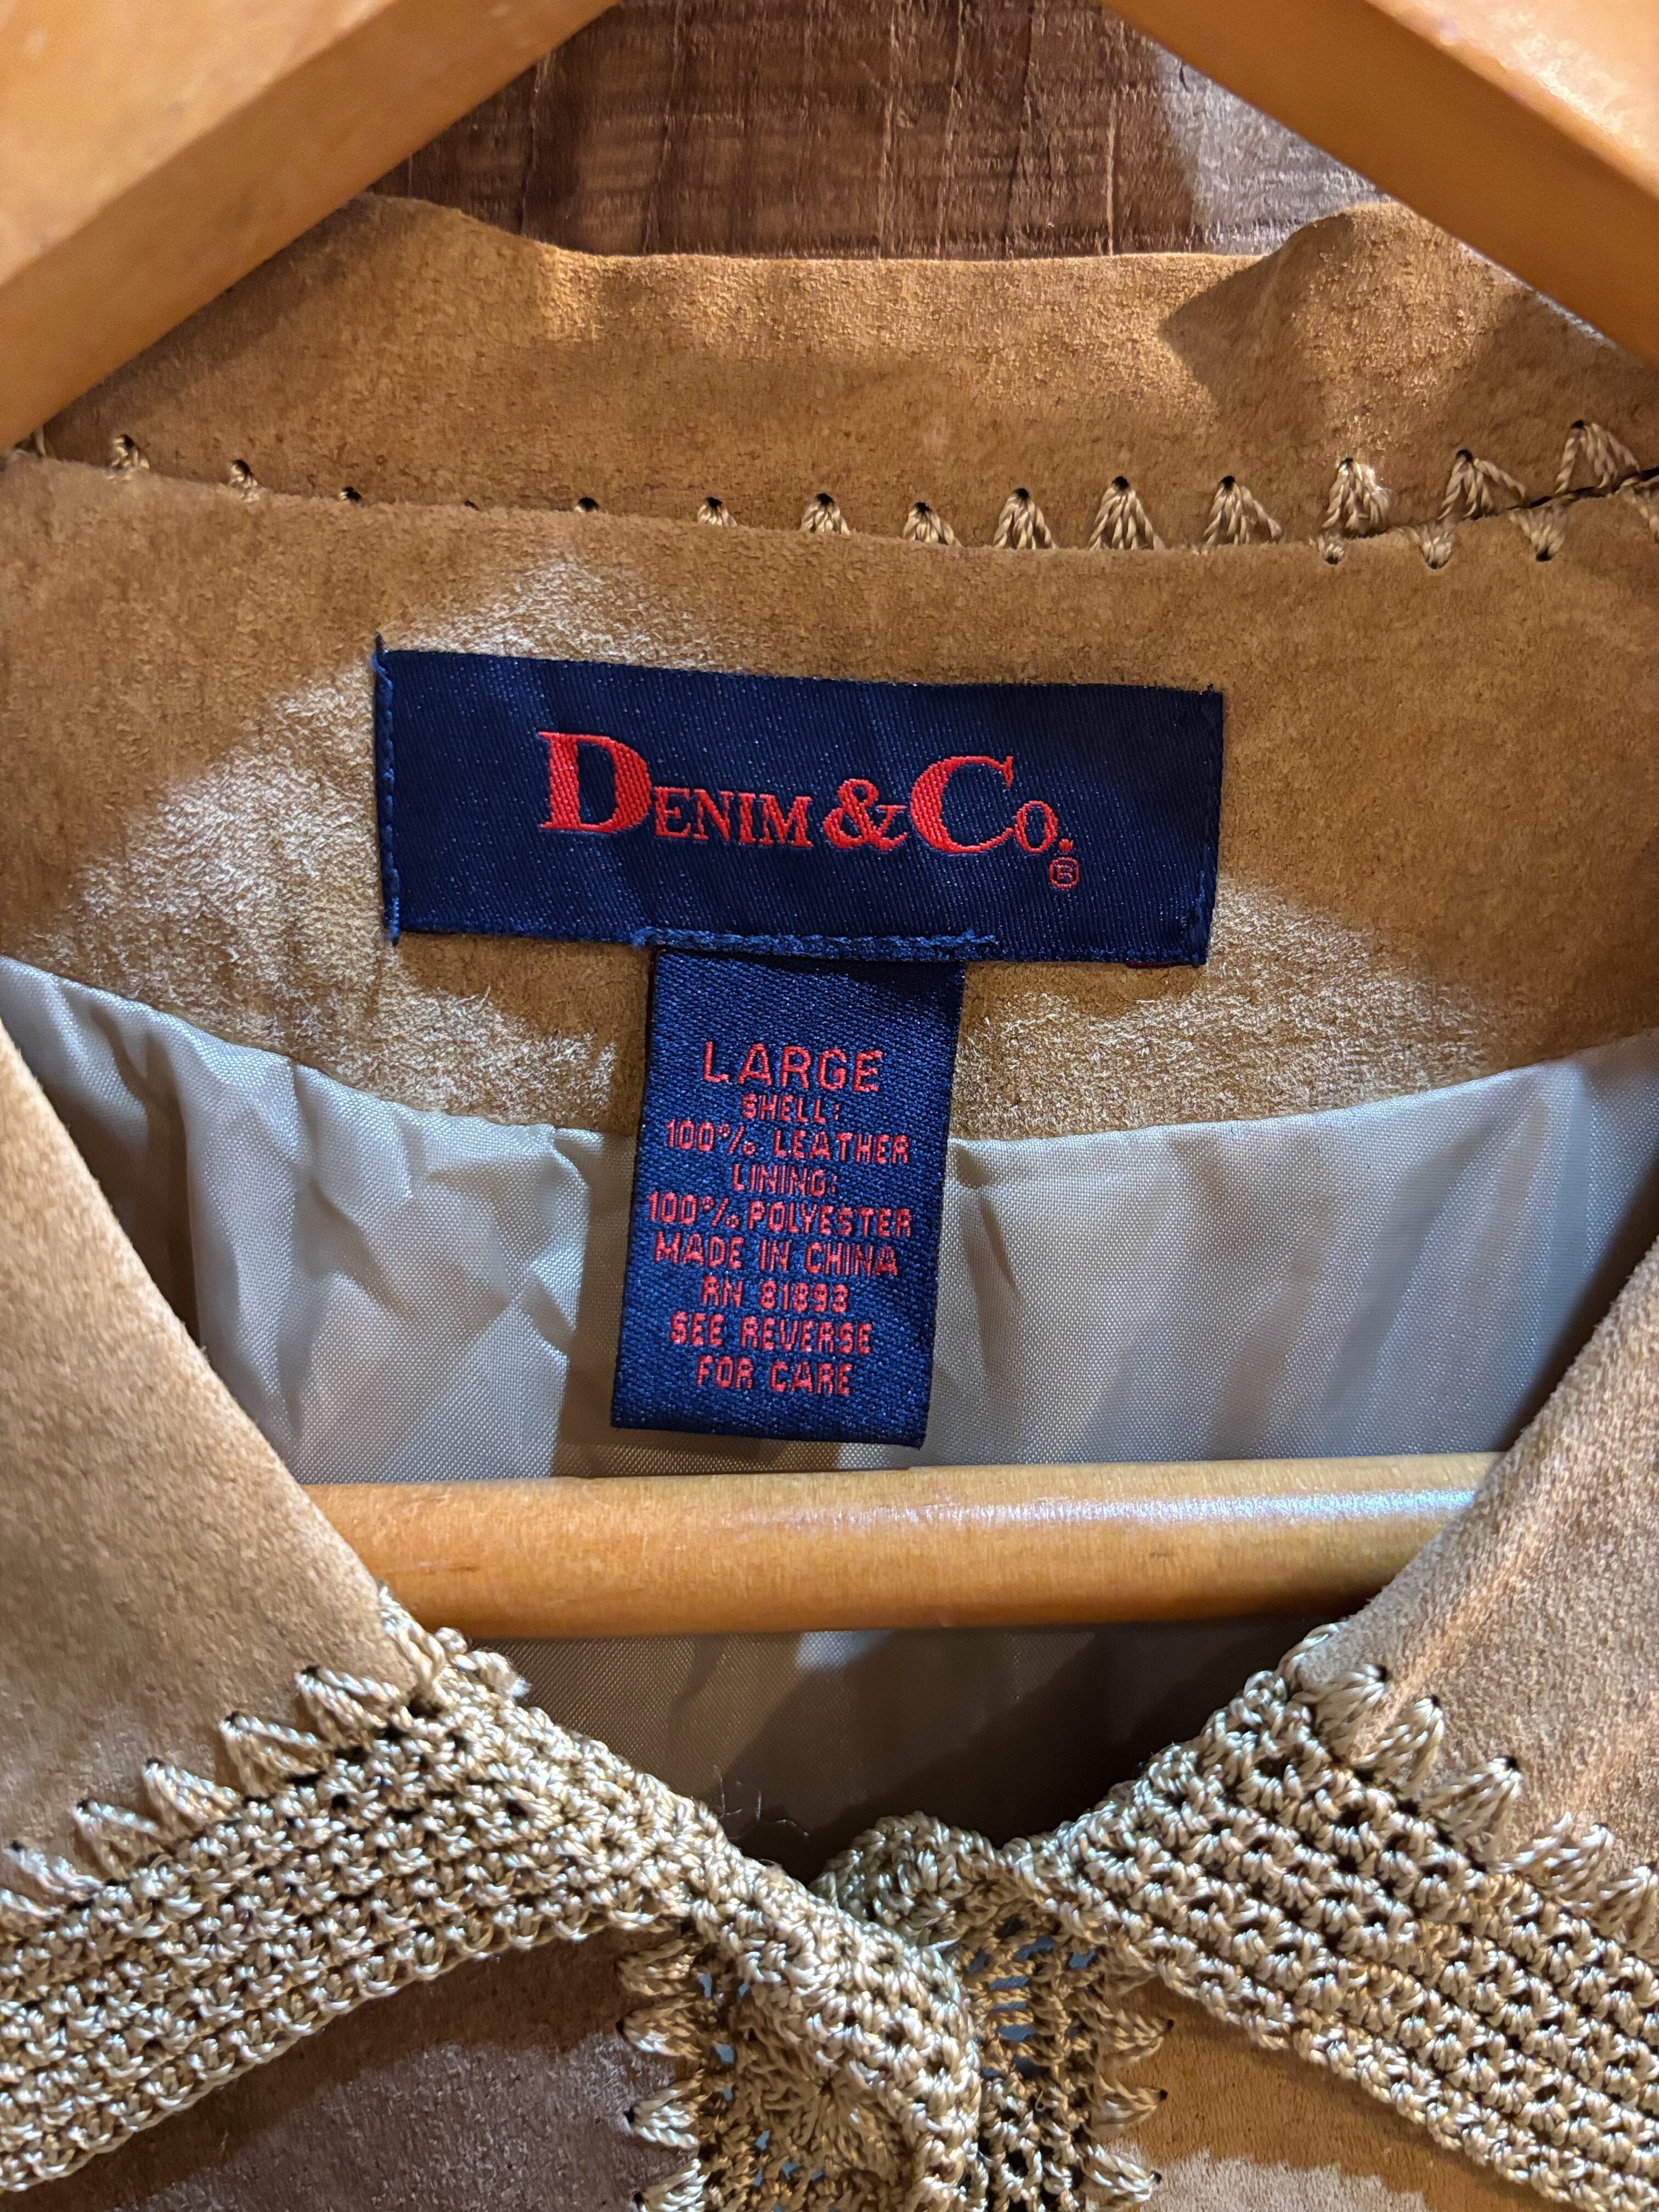 DENIM & CO.®
LARGE
SHELL:
100% LEATHER
LINING:
100% POLYESTER
MADE IN CHINA
RN 81893
SEE REVERSE
FOR CARE